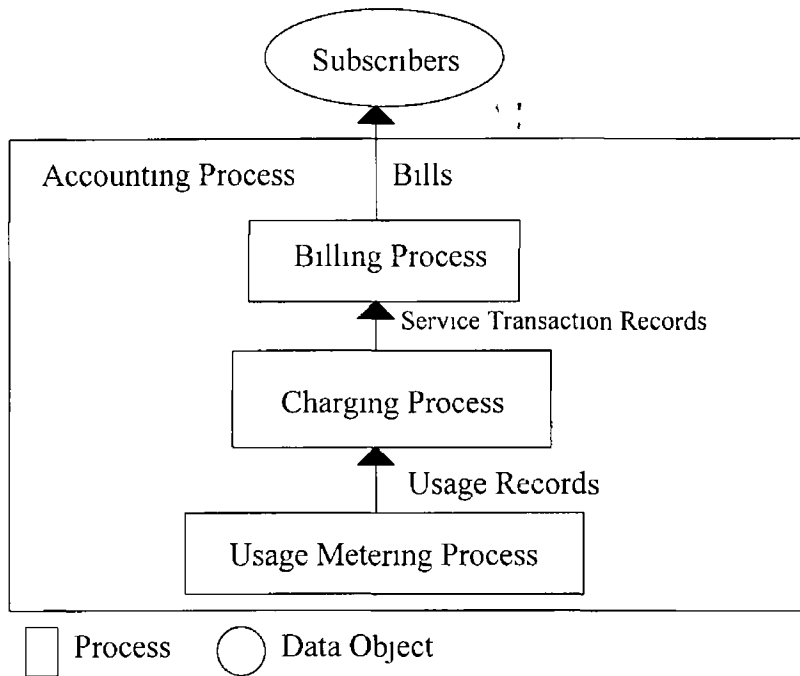 Subscribers
Accounting Process
Bills
Billing Process
Service Transaction Records
Charging Process
Usage Records
Usage Metering Process
Process
Data Object